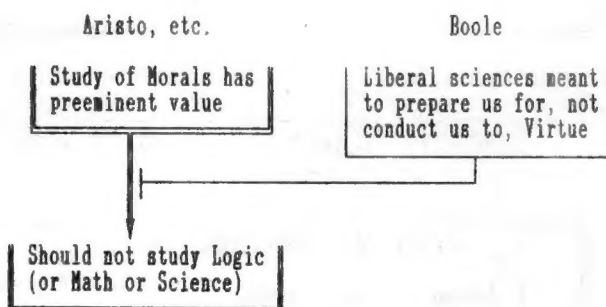 Aristo, etc.
Boole
Study of Morals has
preeminent value
Liberal sciences meant
to prepare us for, not
conduct us to, Virtue
Should not study Logic
(or Math or Science)